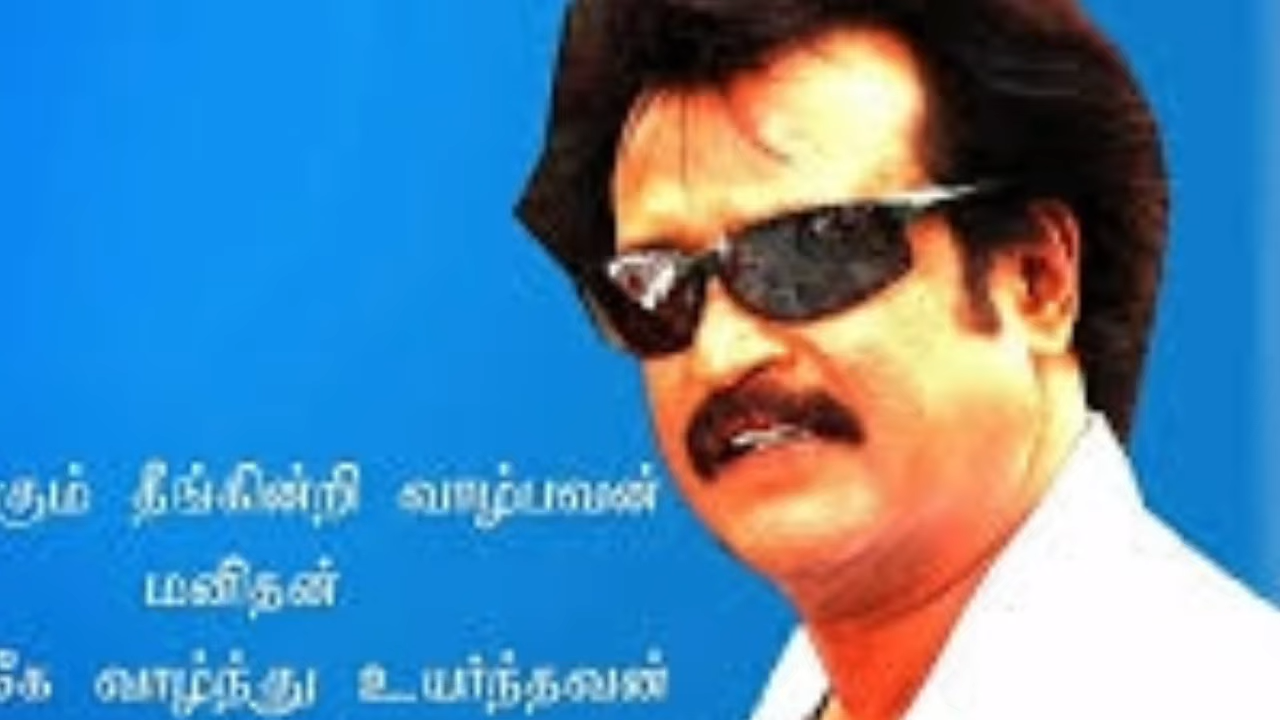 தீங்கின்றி வாழ்பவன்
மனிதன்
வாழ்ந்து உயர்ந்தவன்